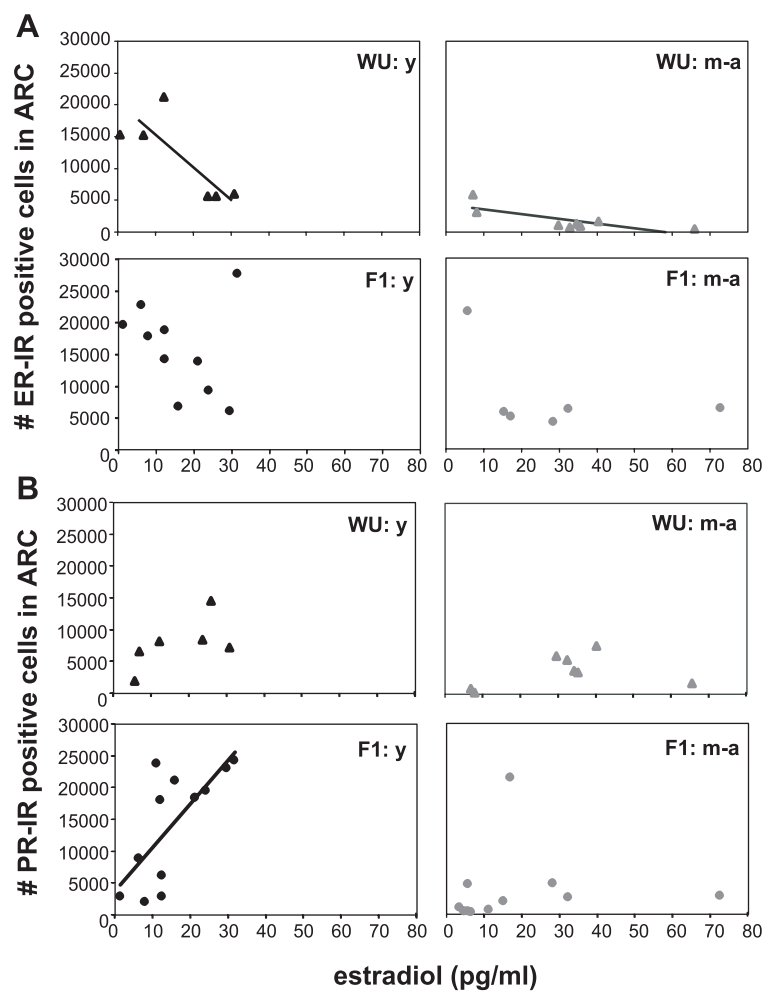 A
# ER-IR positive cells in ARC
30000
25000
20000
15000
10000
5000
0
WU: y
WU: m-a
30000
25000
20000
15000
10000
5000
0
F1: y
F1: m-a
0 10 20 30 40 50 60 70 80
0 10 20 30 40 50 60 70 80
B
# PR-IR positive cells in ARC
30000
25000
20000
15000
10000
5000
0
WU: y
WU: m-a
30000
25000
20000
15000
10000
5000
0
F1: y
F1: m-a
0 10 20 30 40 50 60 70 80
0 10 20 30 40 50 60 70 80
estradiol (pg/ml)